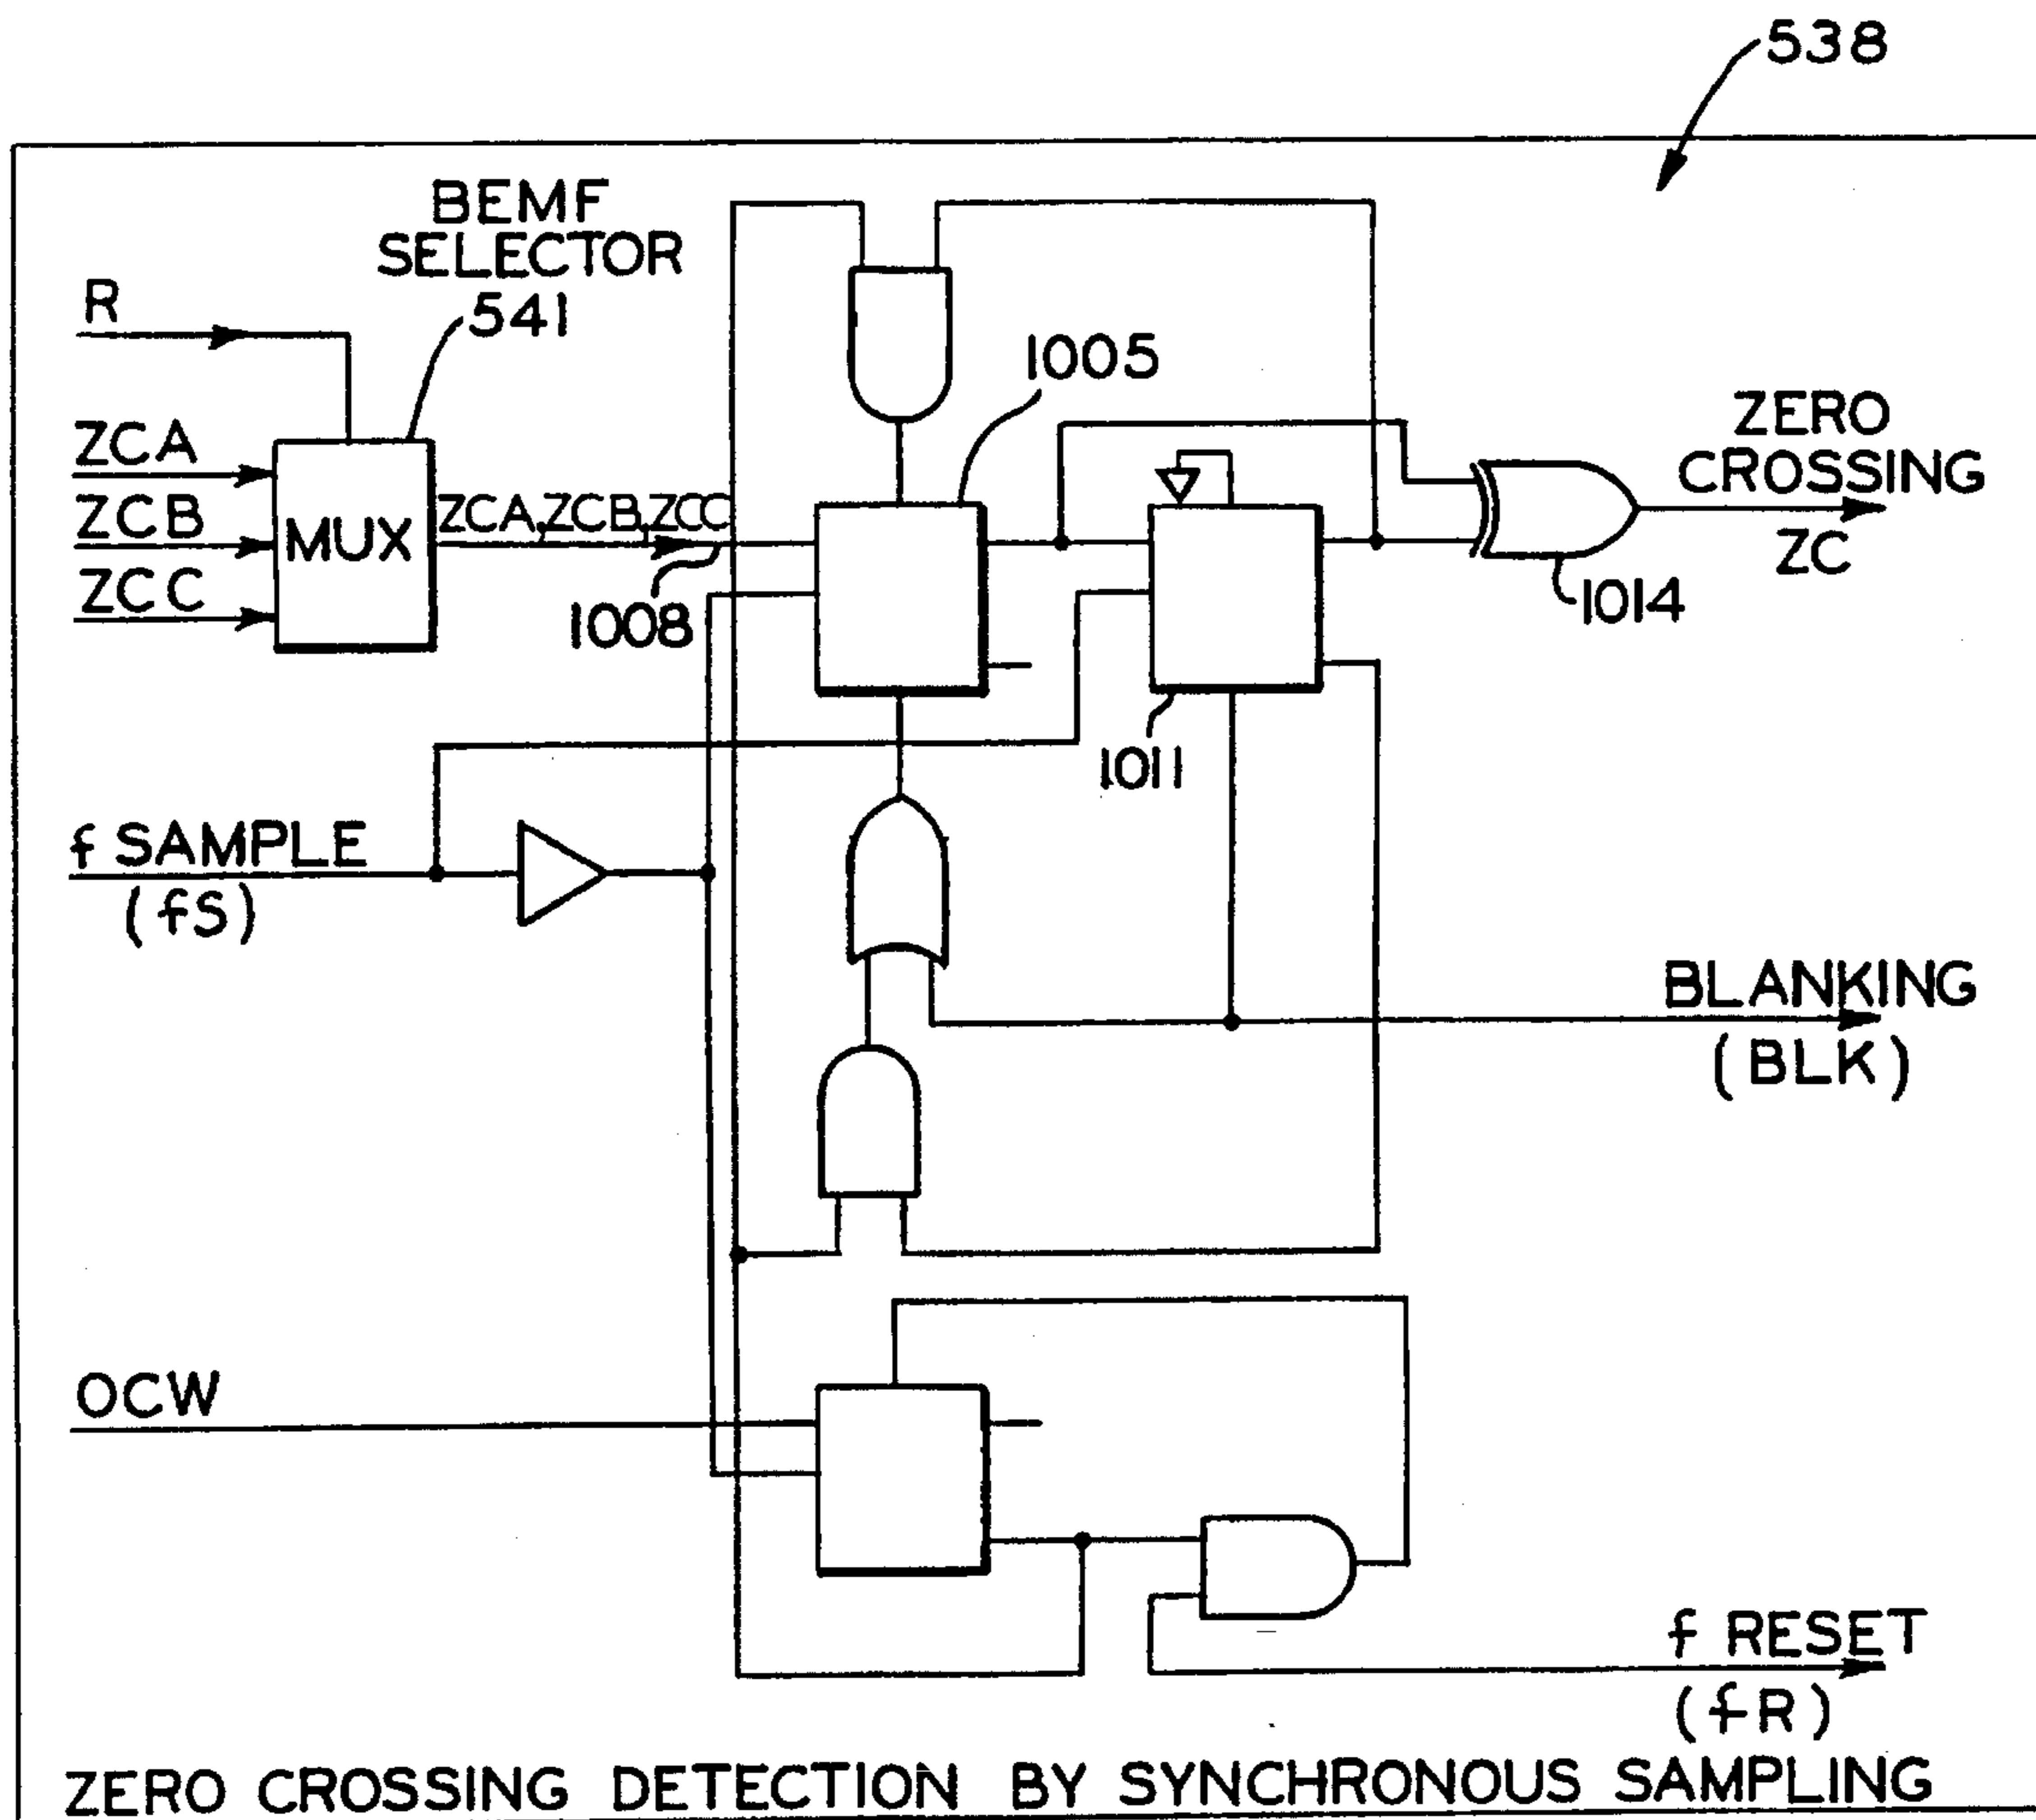 538
BEMF
SELECTOR
541
R
1005
ZCA
ZCB
ZCC
MUX
ZCA,ZCB,ZCC
1008
ZERO
CROSSING
ZC
1014
1011
f SAMPLE
(fS)
BLANKING
(BLK)
OCW
f RESET
(fR)
ZERO CROSSING DETECTION BY SYNCHRONOUS SAMPLING